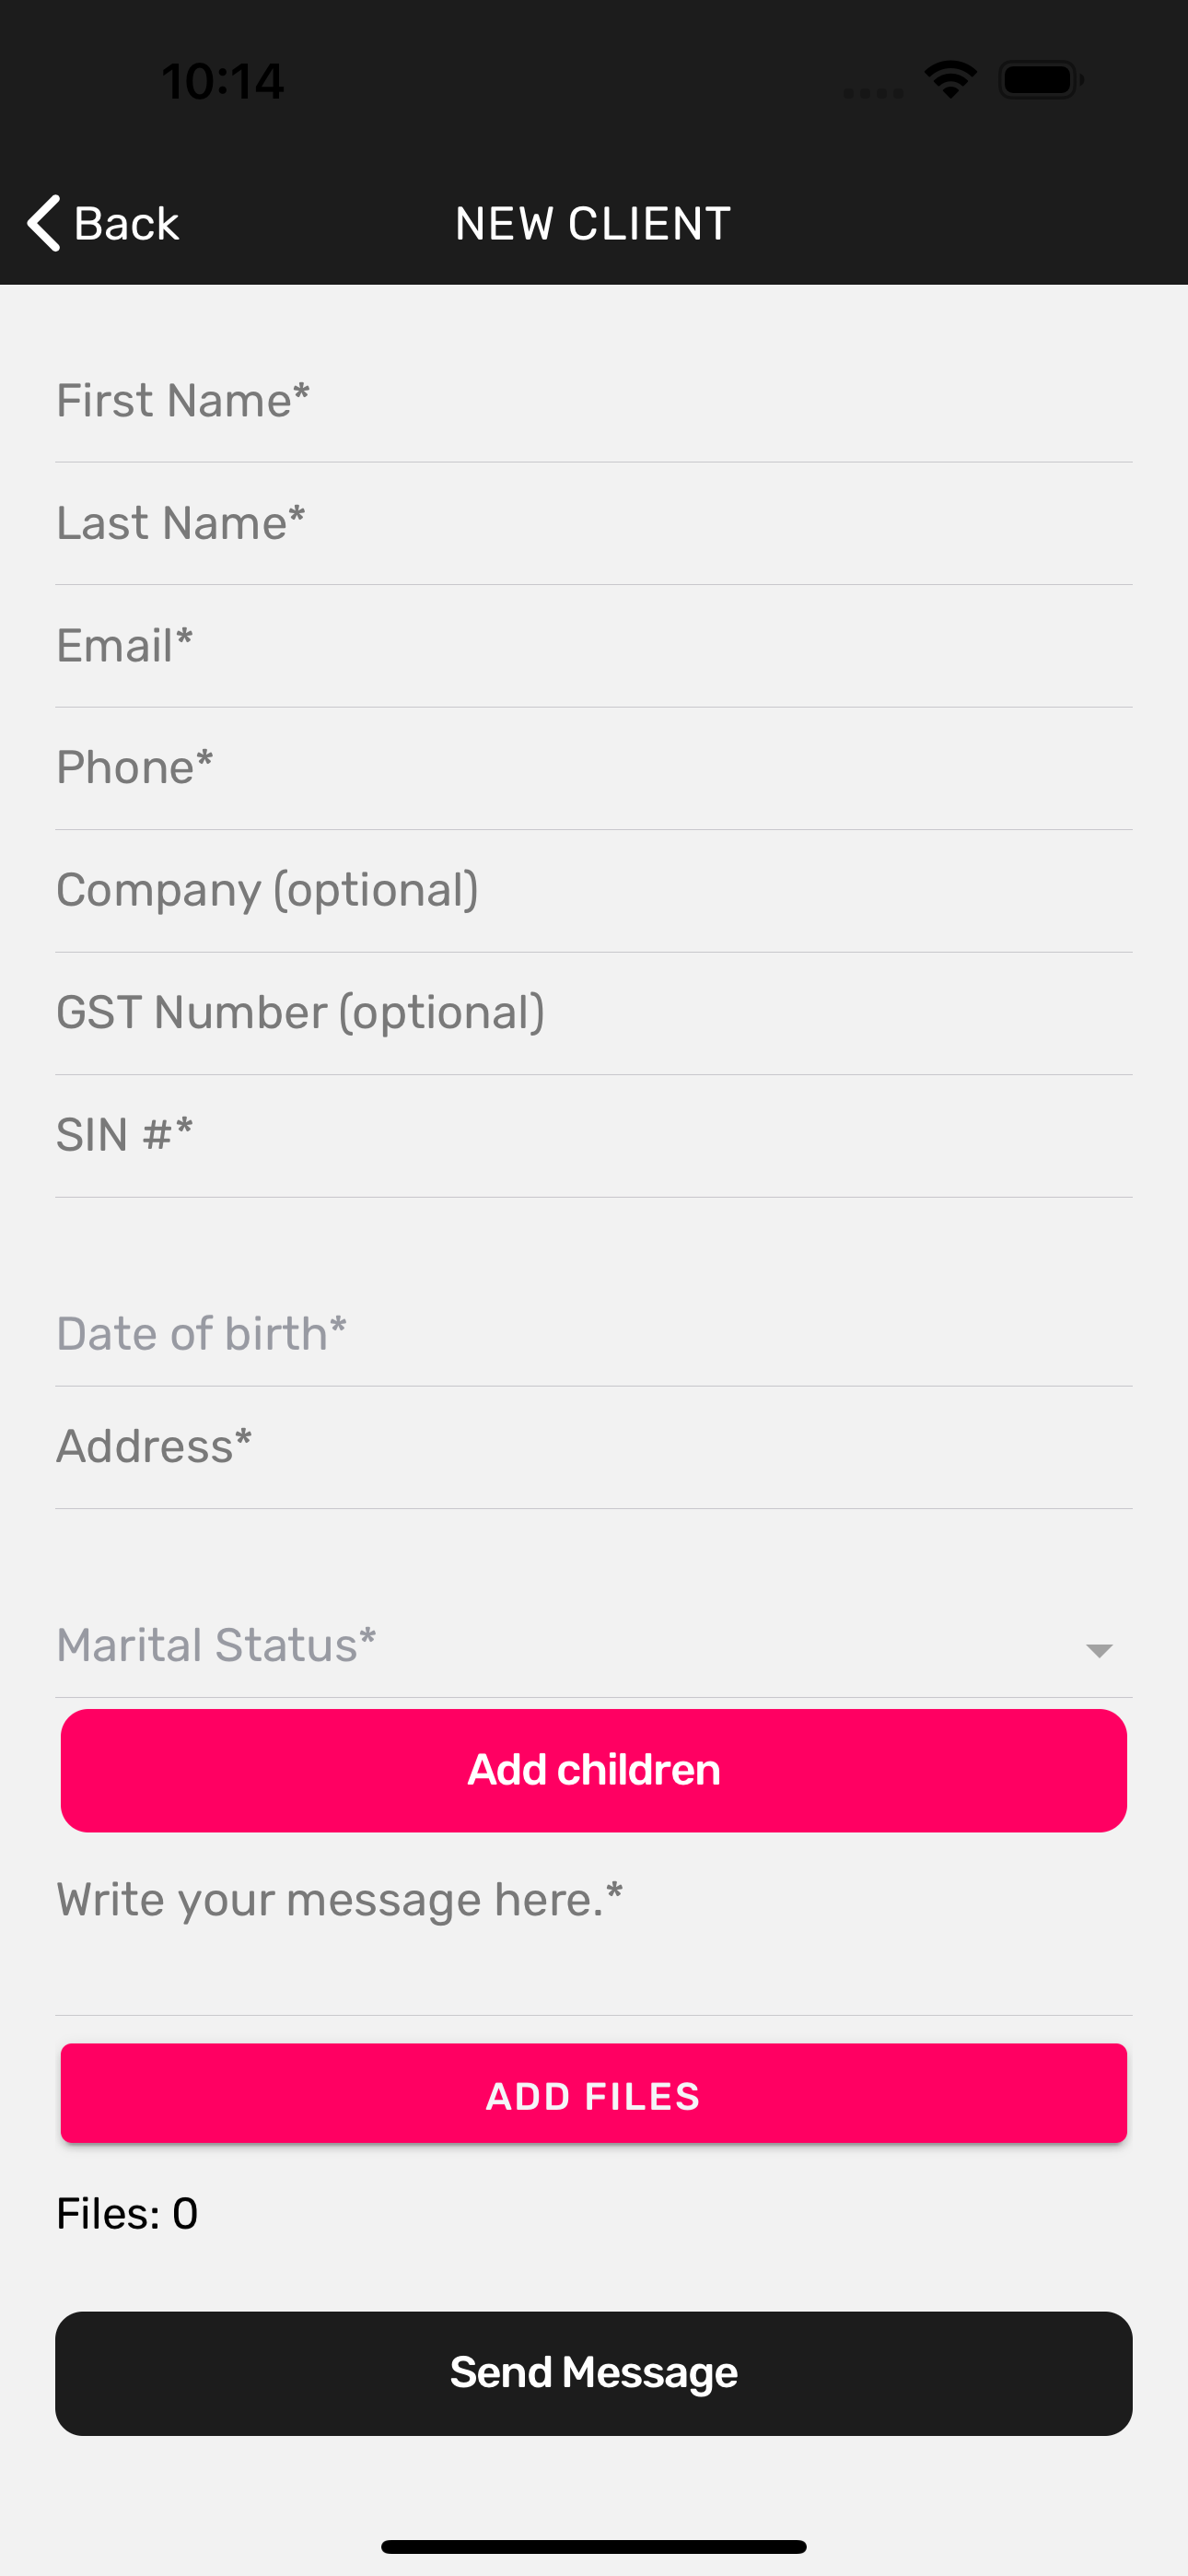 10:14
Back
NEW CLIENT
First Name*
Last Name*
Email*
Phone*
Company (optional)
GST Number (optional)
SIN #*
Date of birth*
Address*
Marital Status*
Add children
Write your message here.*
ADD FILES
Files: 0
Send Message